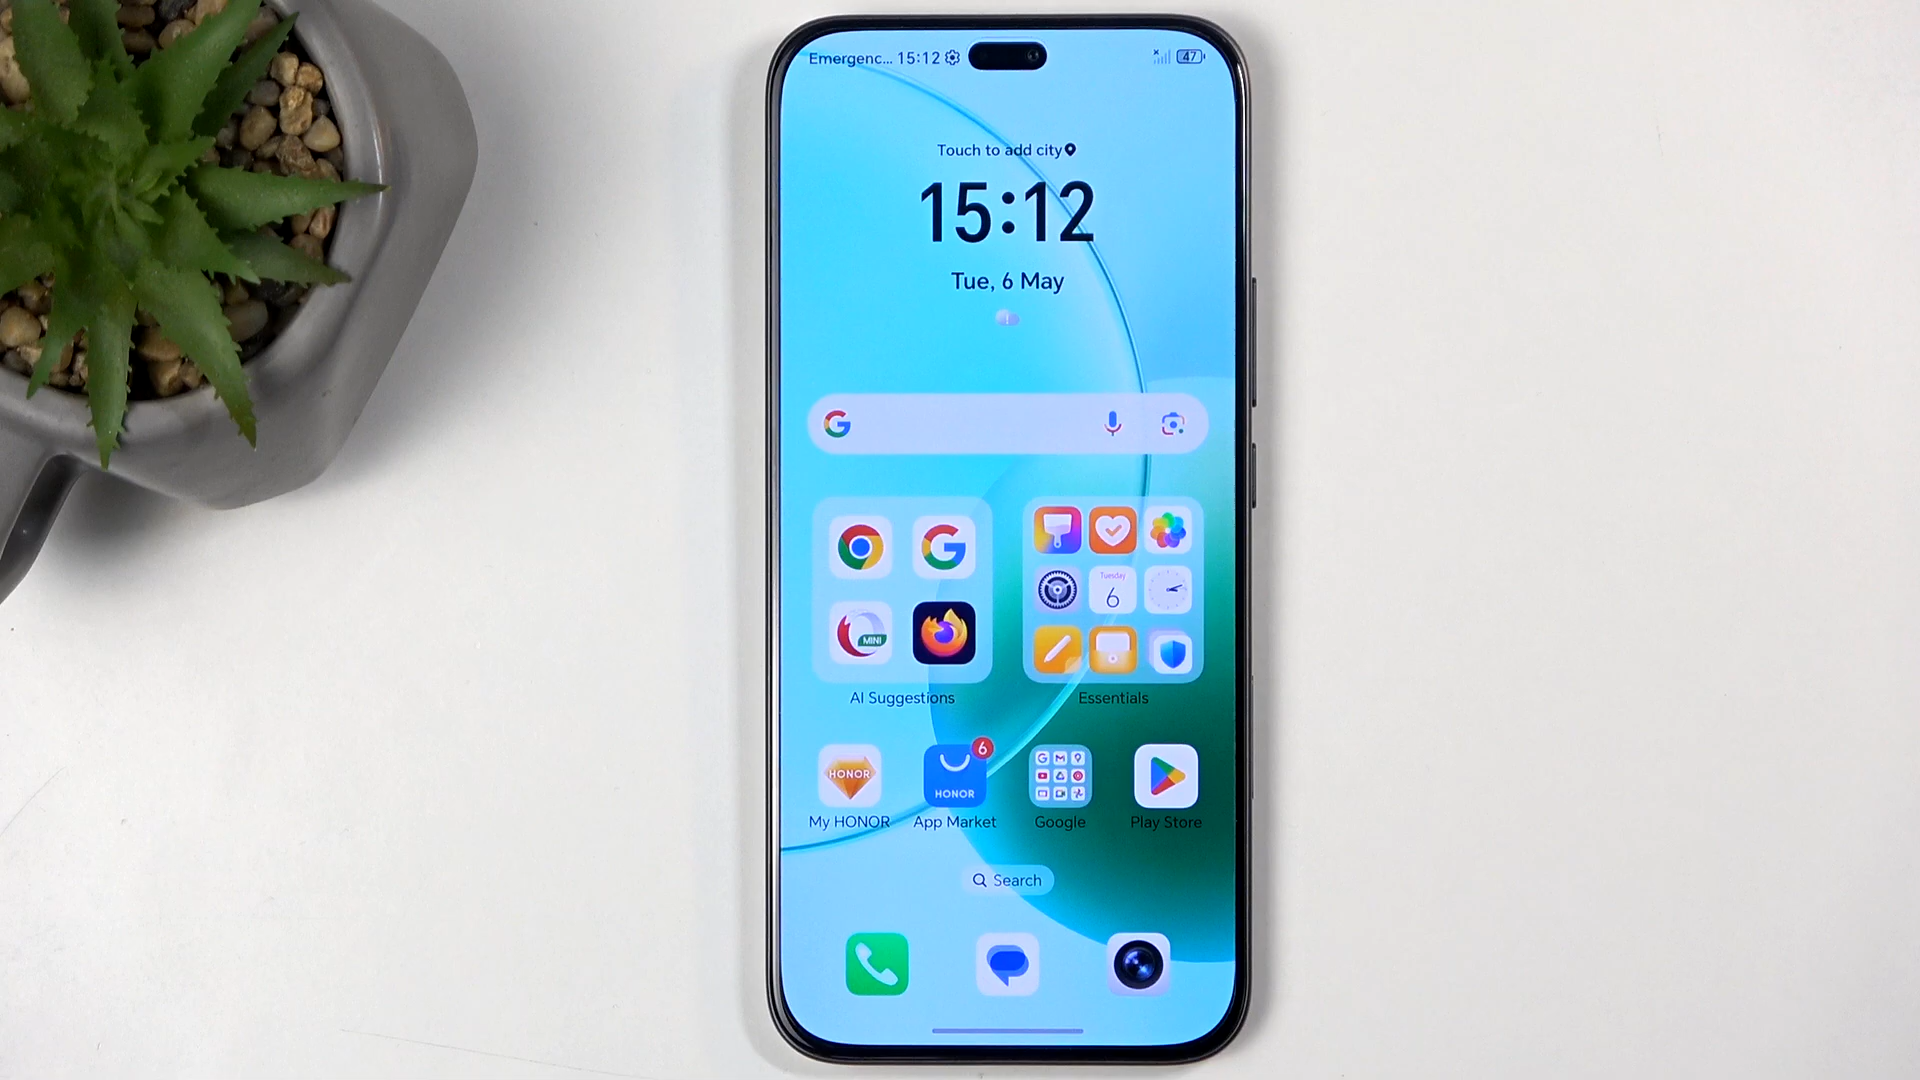 Emergenc... 15:12
47
Touch to add city
15:12
Tue, 6 May
Tuesday
6
MINI
AI Suggestions
Essentials
HONOR
6
HONOR
My HONOR
App Market
Google
Play Store
Search